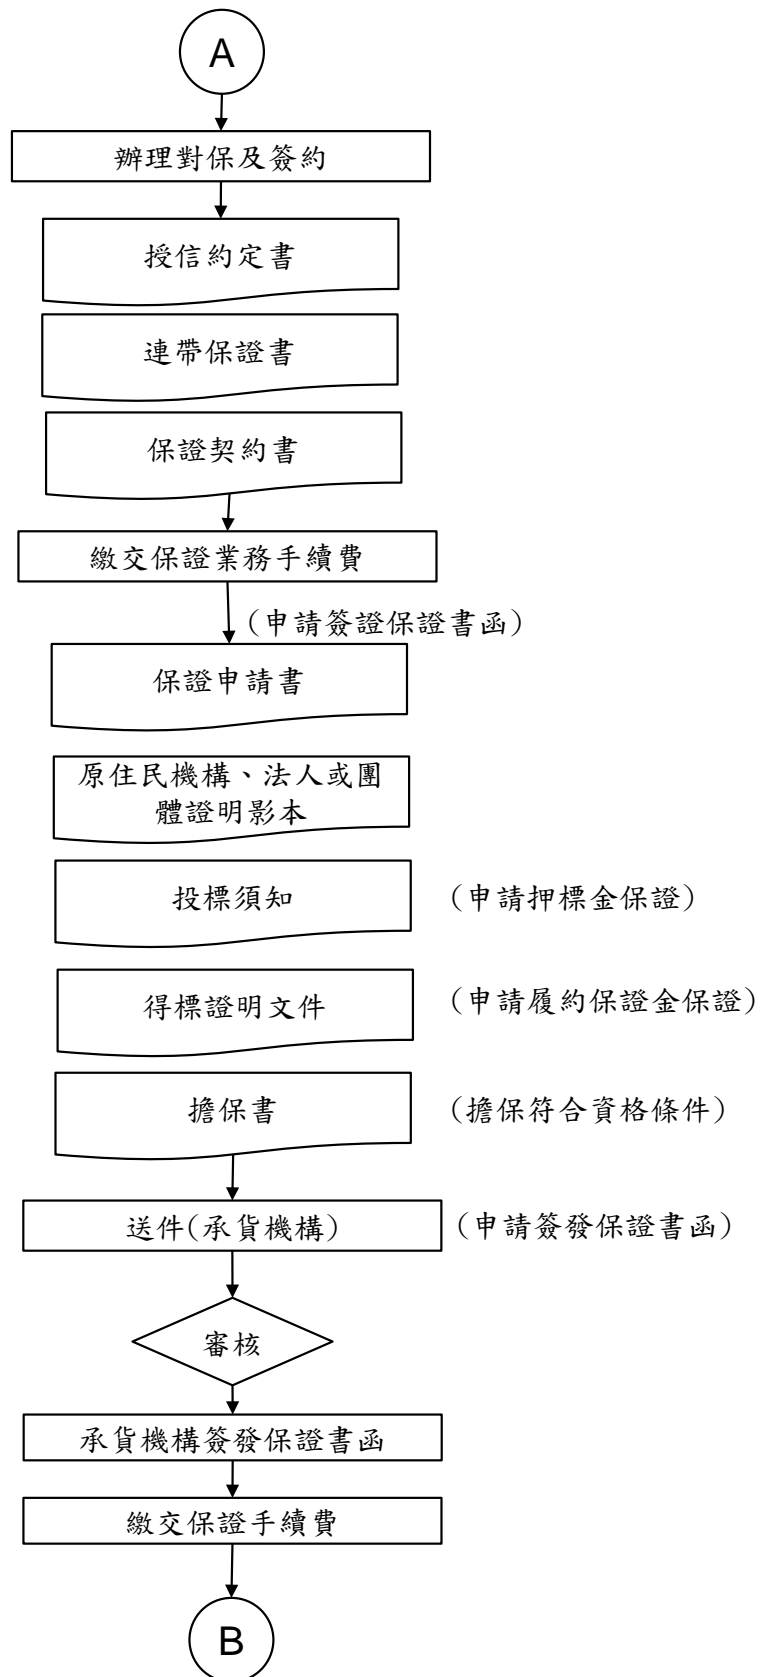 A
辦理對保及簽約
授信約定書
連帶保證書
保證契約書
繳交保證業務手續費
(申請簽證保證書函)
保證申請書
原住民機構、法人或團
體證明影本
投標須知
(申請押標金保證)
得標證明文件
(申請履約保證金保證)
擔保書
(擔保符合資格條件)
送件(承貨機構)
(申請簽發保證書函)
審核
承貨機構簽發保證書函
繳交保證手續費
B